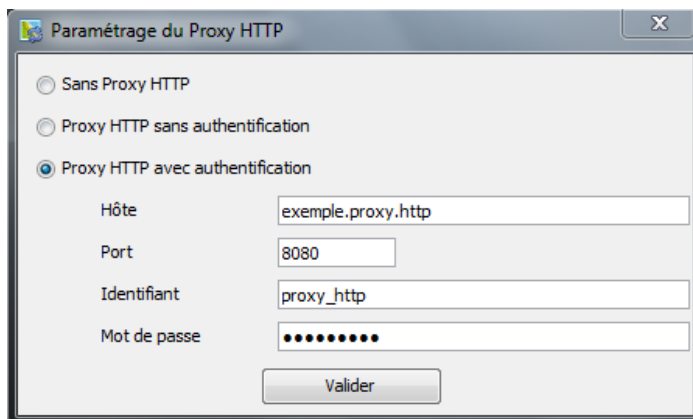 Paramétrage du Proxy HTTP
Sans Proxy HTTP
Proxy HTTP sans authentification
Proxy HTTP avec authentification
Hôte exemple.proxy.http
Port 8080
Identifiant proxy_http
Mot de passe •••••••••
Valider